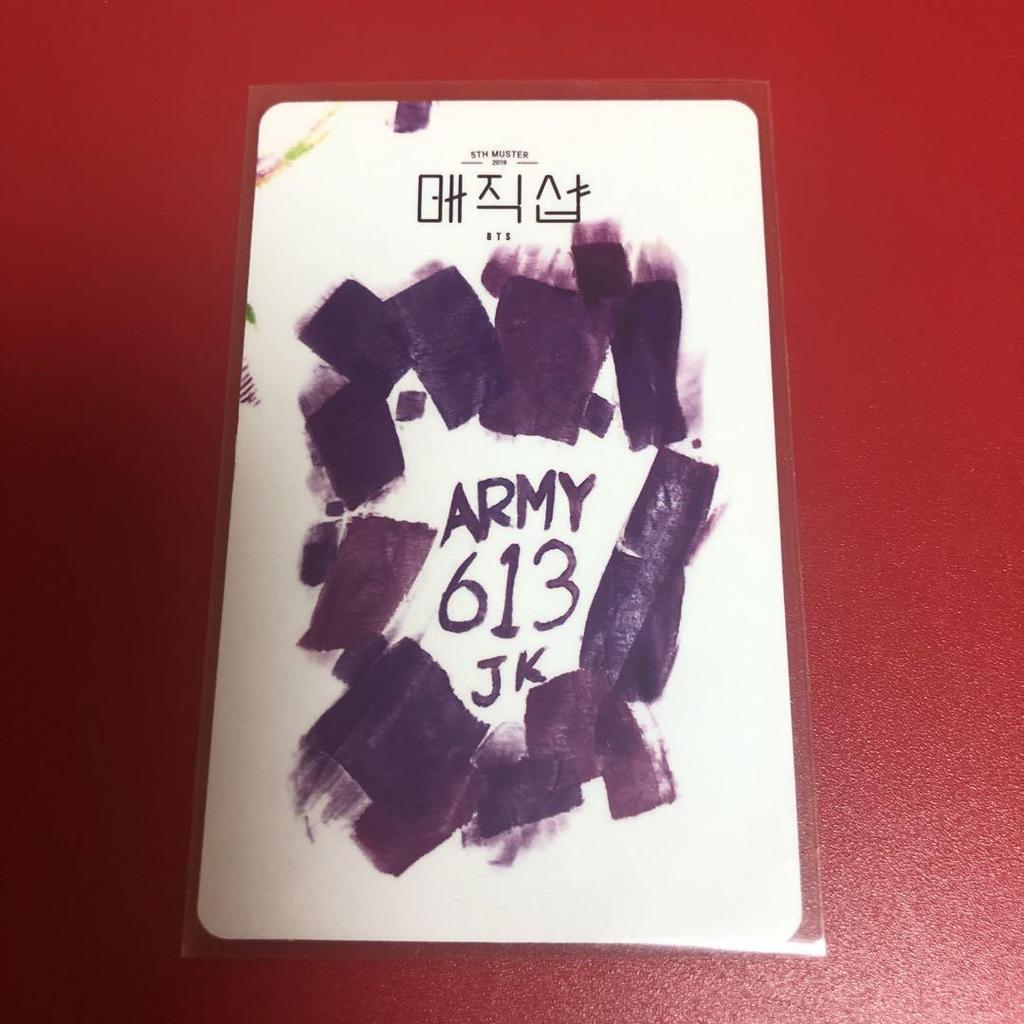 5TH MUSTER
2019
매직샵
BTS
ARMY
613
JK